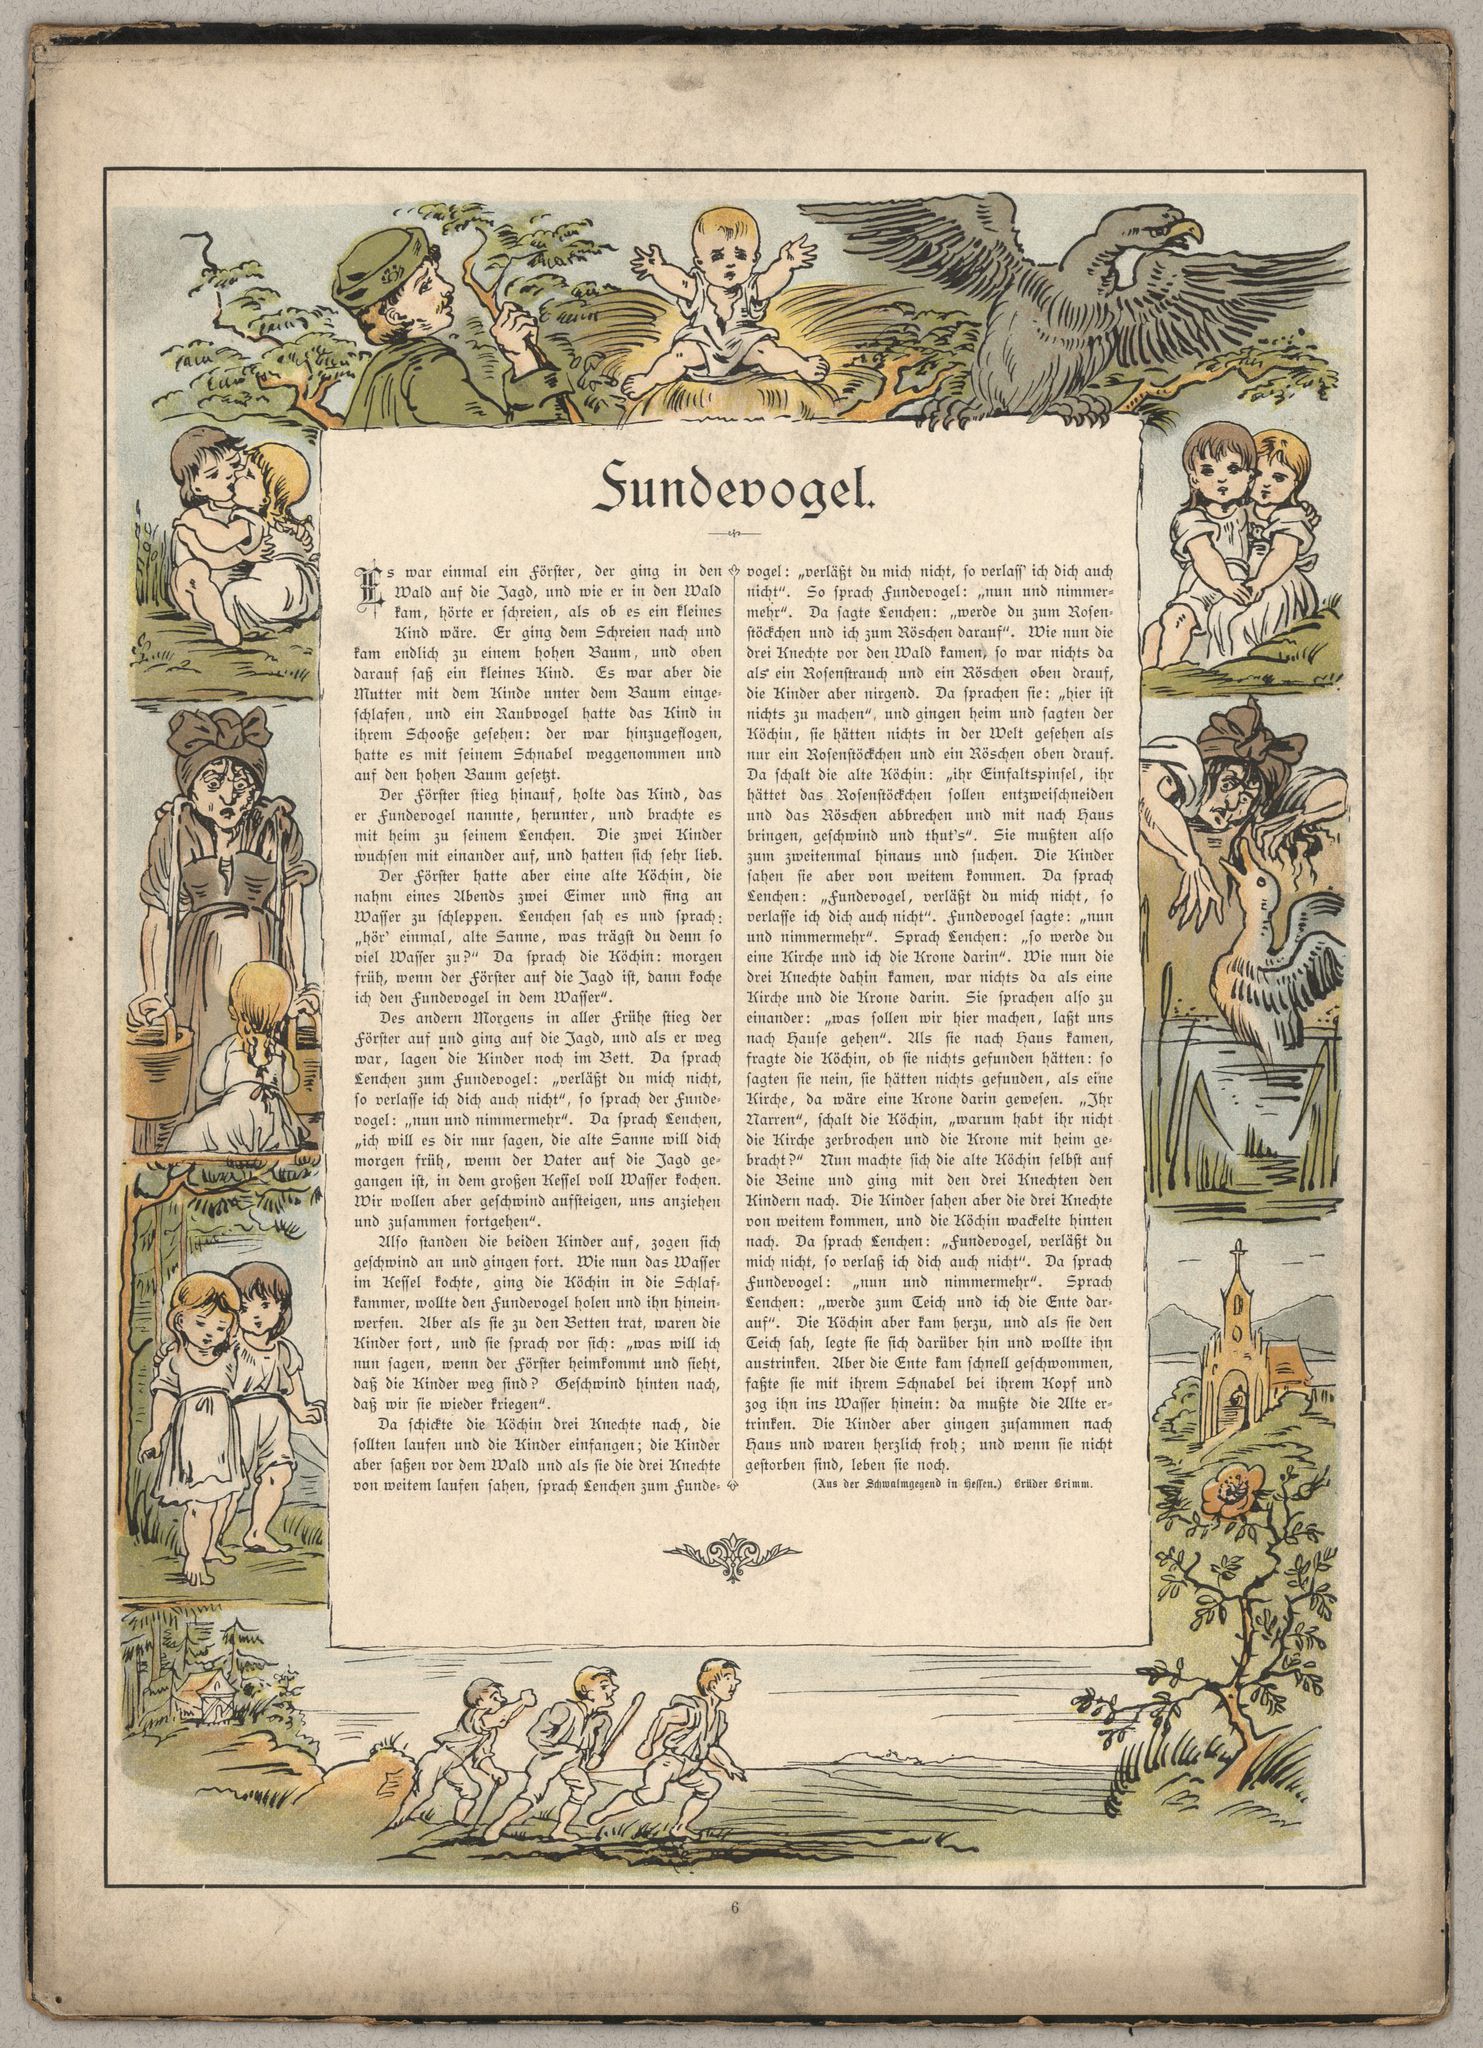 Fundevogel.
Es war einmal ein Förster, der ging in den
Wald auf die Jagd, und wie er in den Wald
kam, hörte er schreien, als ob es ein kleines
Kind wäre. Er ging dem Schreien nach und
kam endlich zu einem hohen Baum, und oben
darauf saß ein kleines Kind. Es war aber die
Mutter mit dem Kinde unter dem Baum einge-
schlafen, und ein Raubvogel hatte das Kind in
ihrem Schooße gesehen: der war hinzugeflogen,
hatte es mit seinem Schnabel weggenommen und
auf den hohen Baum gesetzt.
Der Förster stieg hinauf, holte das Kind, das
er Fundevogel nannte, herunter, und brachte es
mit heim zu seinem Lenchen. Die zwei Kinder
wuchsen mit einander auf, und hatten sich sehr lieb.
Der Förster hatte aber eine alte Köchin, die
nahm eines Abends zwei Eimer und fing an
Wasser zu schleppen. Lenchen sah es und sprach:
„hör' einmal, alte Sanne, was trägst du denn so
viel Wasser zu?“ Da sprach die Köchin: morgen
früh, wenn der Förster auf die Jagd ist, dann koche
ich den Fundevogel in dem Wasser“.
Des andern Morgens in aller Frühe stieg der
Förster auf und ging auf die Jagd, und als er weg
war, lagen die Kinder noch im Bett. Da sprach
Lenchen zum Fundevogel: „verläßt du mich nicht,
so verlasse ich dich auch nicht“, so sprach der Funde-
vogel: „nun und nimmermehr“. Da sprach Lenchen,
„ich will es dir nur sagen, die alte Sanne will dich
morgen früh, wenn der Vater auf die Jagd ge-
gangen ist, in dem großen Kessel voll Wasser kochen.
Wir wollen aber geschwind aufsteigen, uns anziehen
und zusammen fortgehen“.
Also standen die beiden Kinder auf, zogen sich
geschwind an und gingen fort. Wie nun das Wasser
im Kessel kochte, ging die Köchin in die Schlaf-
kammer, wollte den Fundevogel holen und ihn hinein-
werfen. Aber als sie zu den Betten trat, waren die
Kinder fort, und sie sprach vor sich: „was will ich
nun sagen, wenn der Förster heimkommt und sieht,
daß die Kinder weg sind? Geschwind hinten nach,
daß wir sie wieder kriegen“.
Da schickte die Köchin drei Knechte nach, die
sollten laufen und die Kinder einfangen; die Kinder
aber saßen vor dem Wald und als sie die drei Knechte
von weitem laufen sahen, sprach Lenchen zum Funde-
vogel: „verläßt du mich nicht, so verlass' ich dich auch
nicht“. So sprach Fundevogel: „nun und nimmer-
mehr“. Da sagte Lenchen: „werde du zum Rosen-
stöckchen und ich zum Röschen darauf“. Wie nun die
drei Knechte vor den Wald kamen, so war nichts da
als ein Rosenstrauch und ein Röschen oben drauf,
die Kinder aber nirgend. Da sprachen sie: „hier ist
nichts zu machen“, und gingen heim und sagten der
Köchin, sie hätten nichts in der Welt gesehen als
nur ein Rosenstöckchen und ein Röschen oben drauf.
Da schalt die alte Köchin: „ihr Einfaltspinsel, ihr
hättet das Rosenstöckchen sollen entzweischneiden
und das Röschen abbrechen und mit nach Haus
bringen, geschwind und thut's“. Sie mußten also
zum zweitenmal hinaus und suchen. Die Kinder
sahen sie aber von weitem kommen. Da sprach
Lenchen: „Fundevogel, verläßt du mich nicht, so
verlasse ich dich auch nicht“. Fundevogel sagte: „nun
und nimmermehr“. Sprach Lenchen: „so werde du
eine Kirche und ich die Krone darin“. Wie nun die
drei Knechte dahin kamen, war nichts da als eine
Kirche und die Krone darin. Sie sprachen also zu
einander: „was sollen wir hier machen, laßt uns
nach Hause gehen“. Als sie nach Haus kamen,
fragte die Köchin, ob sie nichts gefunden hätten: so
sagten sie nein, sie hätten nichts gefunden, als eine
Kirche, da wäre eine Krone darin gewesen. „Ihr
Narren“, schalt die Köchin, „warum habt ihr nicht
die Kirche zerbrochen und die Krone mit heim ge-
bracht?“ Nun machte sich die alte Köchin selbst auf
die Beine und ging mit den drei Knechten den
Kindern nach. Die Kinder sahen aber die drei Knechte
von weitem kommen, und die Köchin wackelte hinten
nach. Da sprach Lenchen: „Fundevogel, verläßt du
mich nicht, so verlaß ich dich auch nicht“. Da sprach
Fundevogel: „nun und nimmermehr“. Sprach
Lenchen: „werde zum Teich und ich die Ente dar-
auf“. Die Köchin aber kam herzu, und als sie den
Teich sah, legte sie sich darüber hin und wollte ihn
austrinken. Aber die Ente kam schnell geschwommen,
faßte sie mit ihrem Schnabel bei ihrem Kopf und
zog ihn ins Wasser hinein: da mußte die Alte er-
trinken. Die Kinder aber gingen zusammen nach
Haus und waren herzlich froh; und wenn sie nicht
gestorben sind, leben sie noch.
(Aus der Schwalmgegend in Hessen.) Brüder Grimm.
6